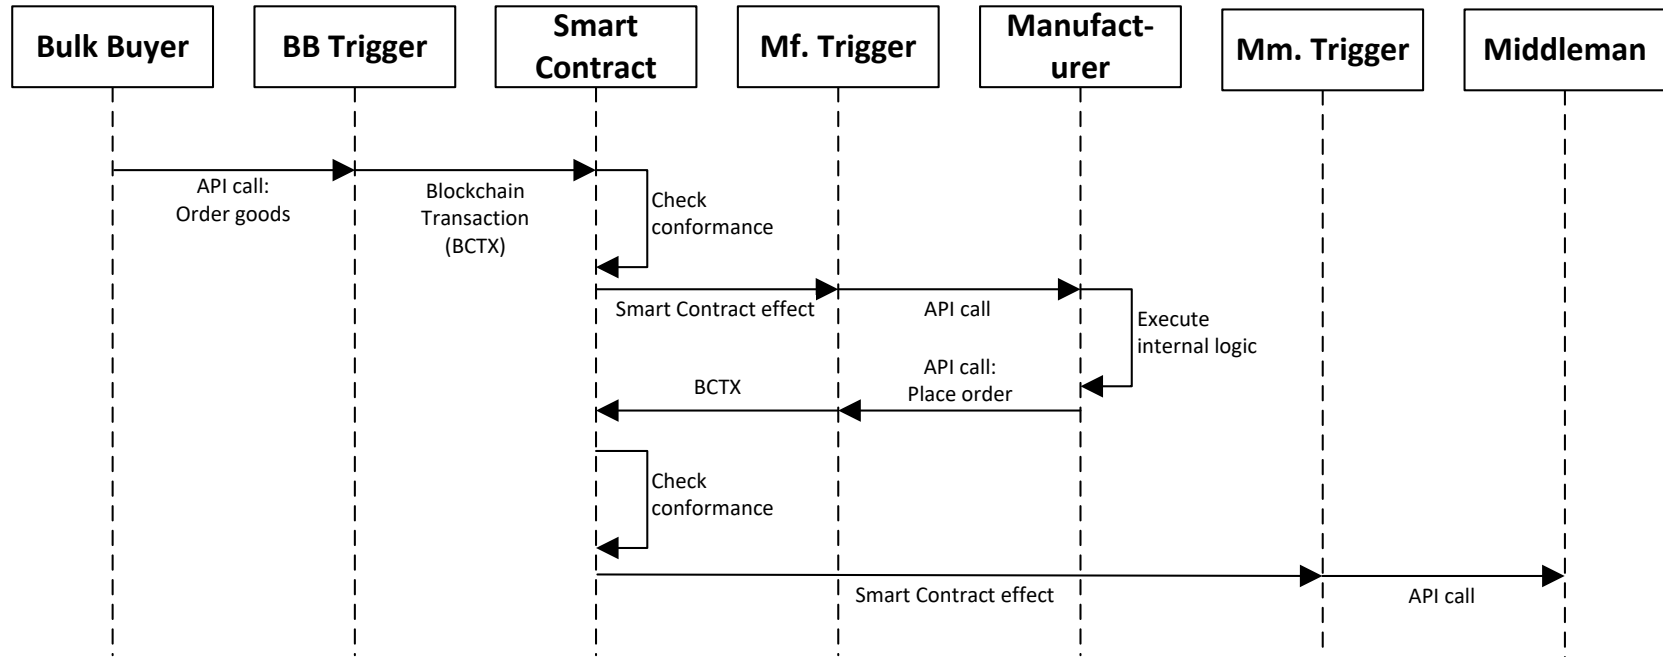 Bulk Buyer
BB Trigger
Smart
Contract
Mf. Trigger
Manufact-
urer
Mm. Trigger
Middleman
API call:
Order goods
Blockchain
Transaction
(BCTX)
Check
conformance
Smart Contract effect
API call
Execute
internal logic
BCTX
API call:
Place order
Check
conformance
Smart Contract effect
API call